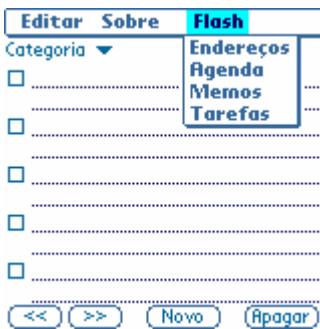 Editar Sobre Flash
Categoria
Endereços
Agenda
Memos
Tarefas
<< >> Novo Apagar